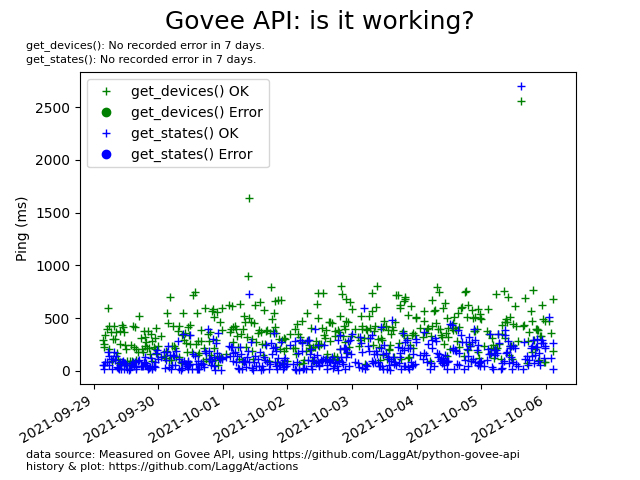 Govee API: is it working?
get_devices(): No recorded error in 7 days.
get_states(): No recorded error in 7 days.
get_devices() OK
get_devices() Error
get_states() OK
get_states() Error
Ping (ms)
2500
2000
1500
1000
500
0
2021-09-29
2021-09-30
2021-10-01
2021-10-02
2021-10-03
2021-10-04
2021-10-05
2021-10-06
data source: Measured on Govee API, using https://github.com/LaggAt/python-govee-api
history & plot: https://github.com/LaggAt/actions